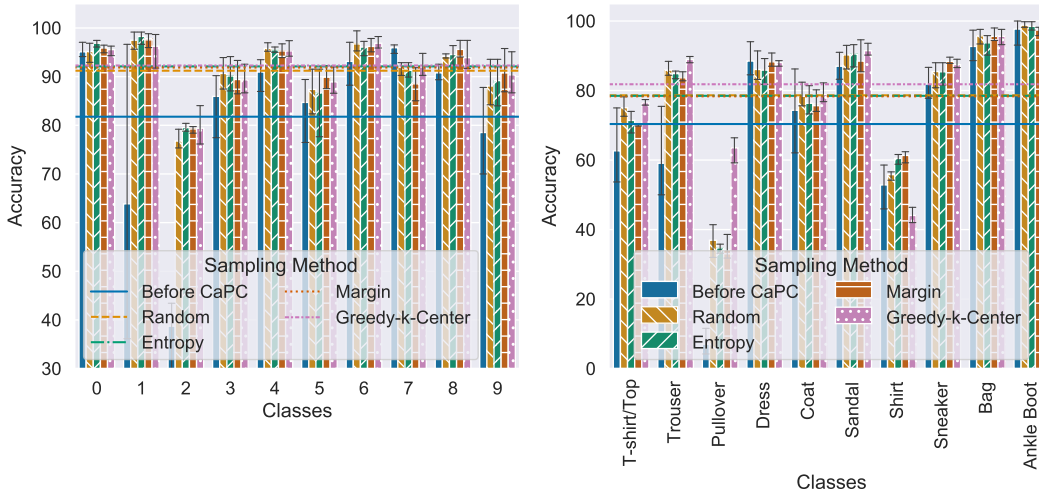 100
90
80
70
60
50
40
30
Accuracy
Sampling Method
Before CaPC
Random
Entropy
Margin
Greedy-k-Center
0 1 2 3 4 5 6 7 8 9
Classes
100
80
60
40
20
0
Accuracy
Sampling Method
Before CaPC
Random
Entropy
Margin
Greedy-k-Center
T-shirt/Top
Trouser
Pullover
Dress
Coat
Sandal
Shirt
Sneaker
Bag
Ankle Boot
Classes